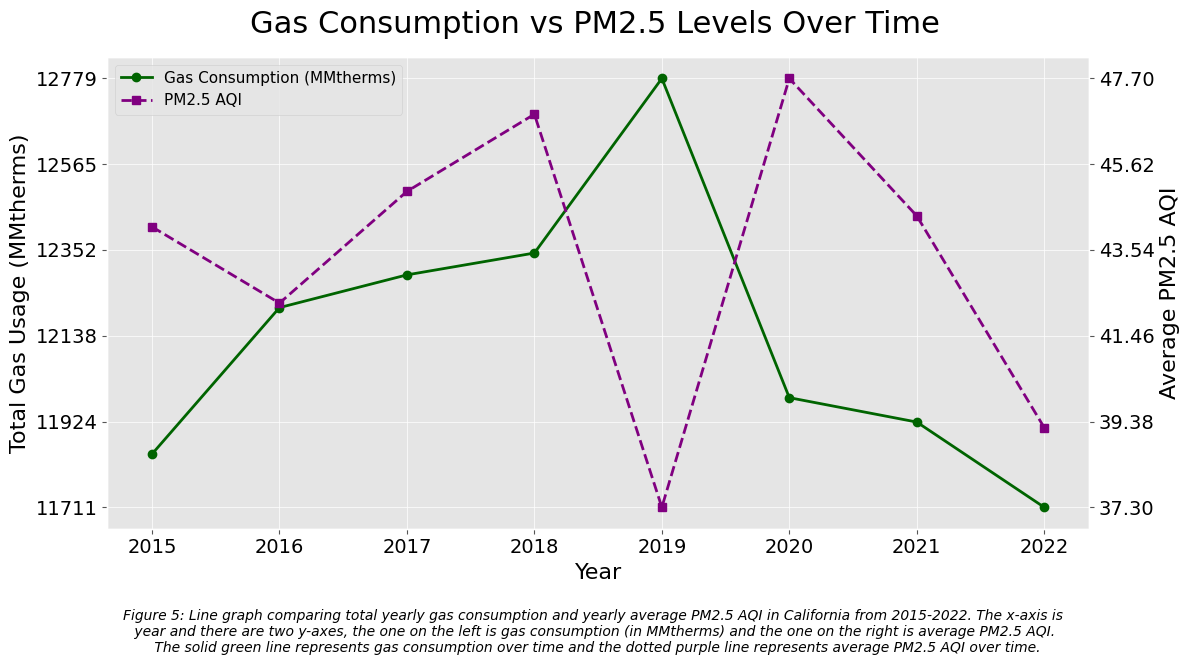 Gas Consumption vs PM2.5 Levels Over Time
Gas Consumption (MMtherms)
PM2.5 AQI
Total Gas Usage (MMtherms)
12779
12565
12352
12138
11924
11711
47.70
45.62
43.54
41.46
39.38
37.30
Average PM2.5 AQI
2015 2016 2017 2018 2019 2020 2021 2022
Year
Figure 5: Line graph comparing total yearly gas consumption and yearly average PM2.5 AQI in California from 2015-2022. The x-axis is
year and there are two y-axes, the one on the left is gas consumption (in MMtherms) and the one on the right is average PM2.5 AQI.
The solid green line represents gas consumption over time and the dotted purple line represents average PM2.5 AQI over time.